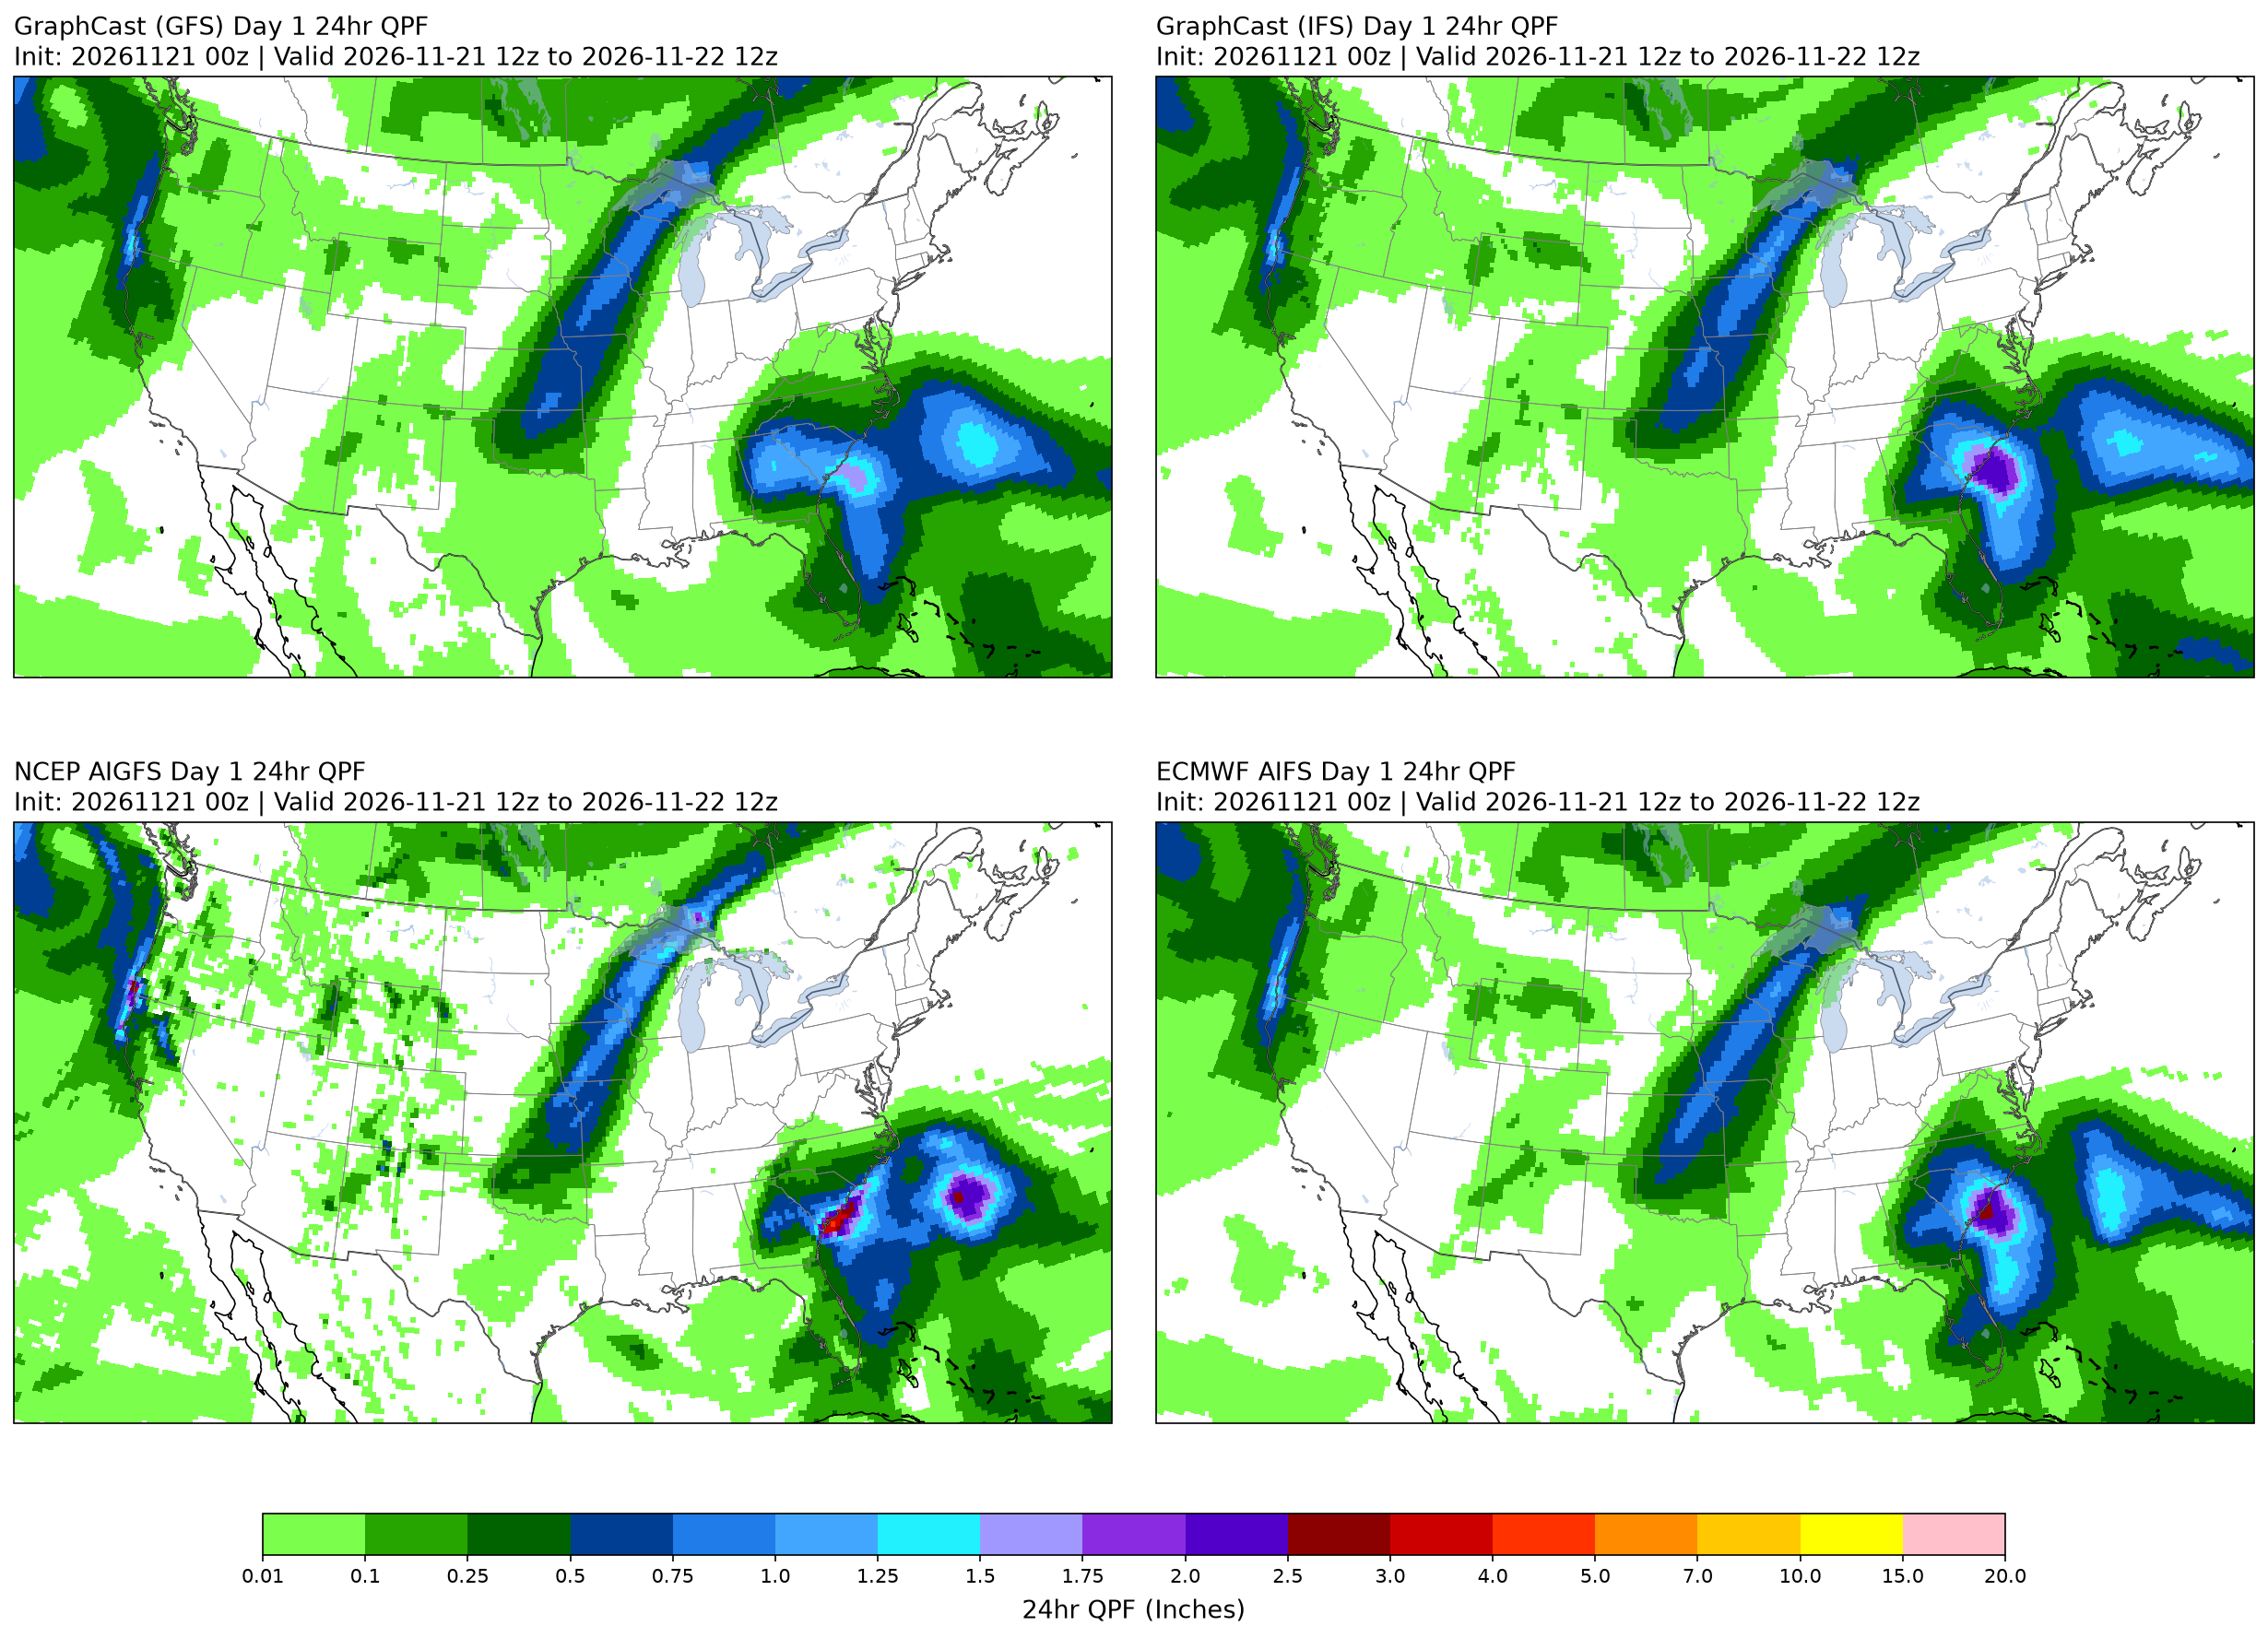 GraphCast (GFS) Day 1 24hr QPF
Init: 20261121 00z | Valid 2026-11-21 12z to 2026-11-22 12z
GraphCast (IFS) Day 1 24hr QPF
Init: 20261121 00z | Valid 2026-11-21 12z to 2026-11-22 12z
NCEP AIGFS Day 1 24hr QPF
Init: 20261121 00z | Valid 2026-11-21 12z to 2026-11-22 12z
ECMWF AIFS Day 1 24hr QPF
Init: 20261121 00z | Valid 2026-11-21 12z to 2026-11-22 12z
0.01 0.1 0.25 0.5 0.75 1.0 1.25 1.5 1.75 2.0 2.5 3.0 4.0 5.0 7.0 10.0 15.0 20.0
24hr QPF (Inches)